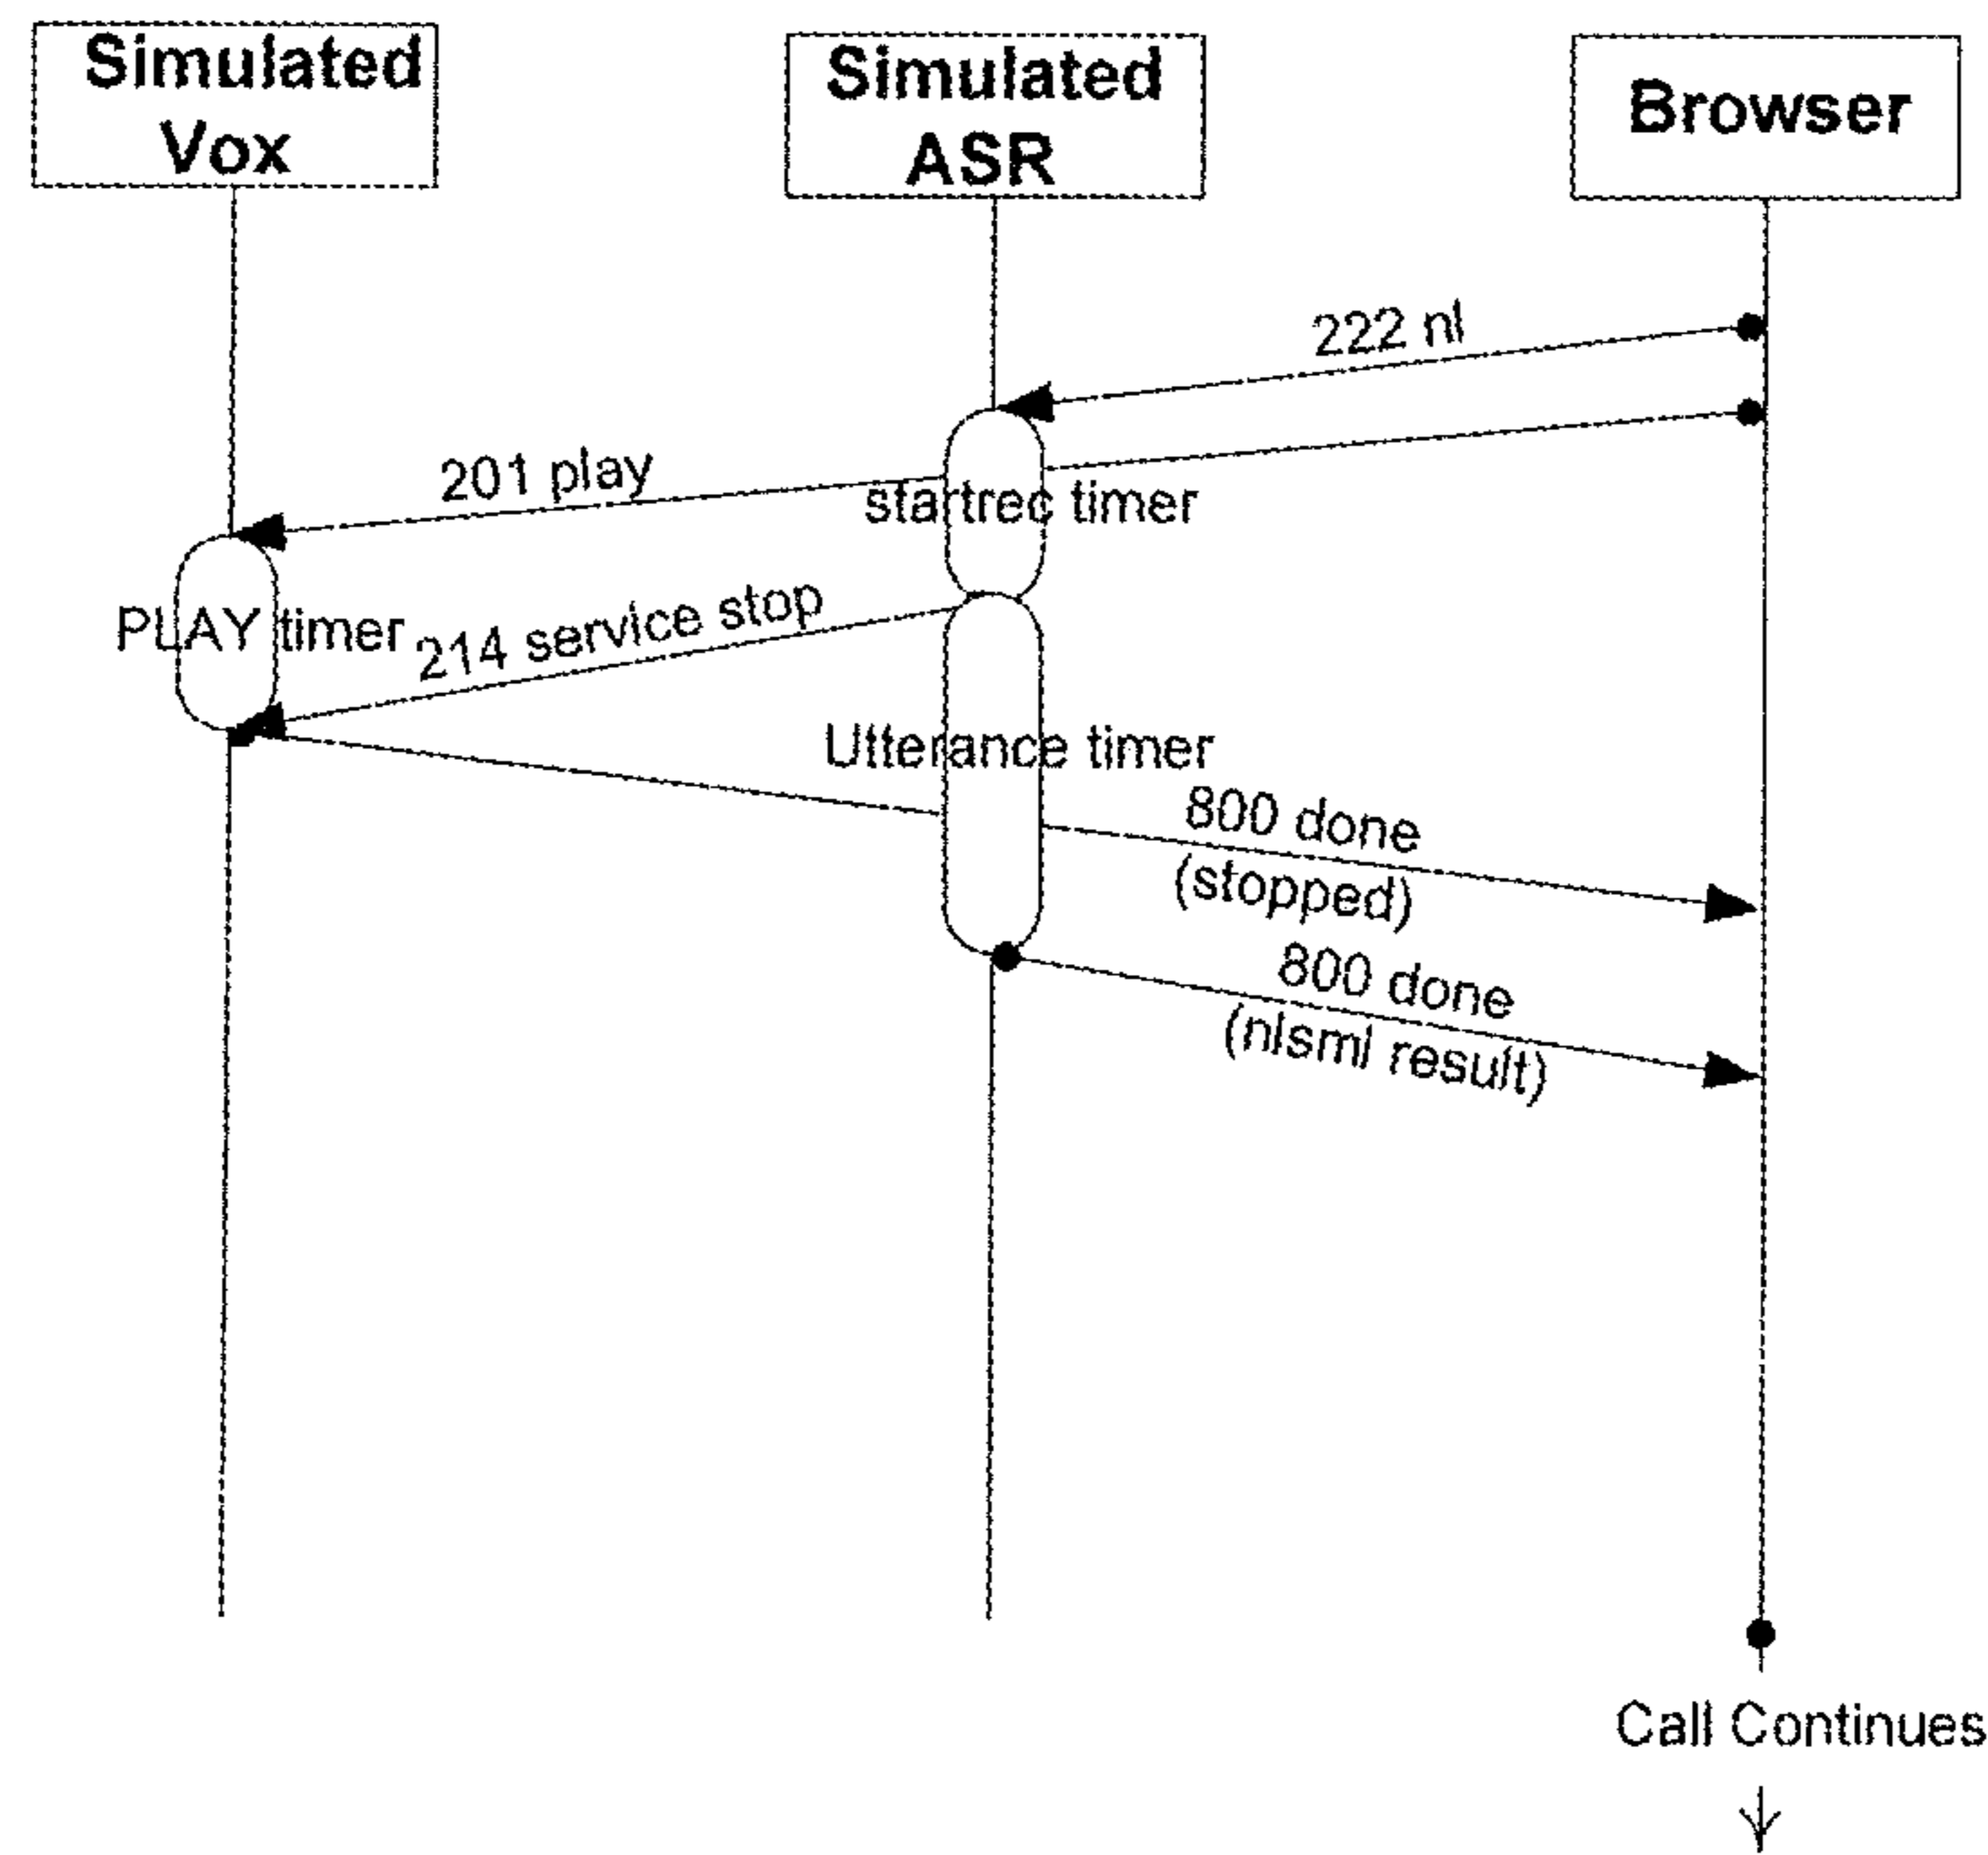 Simulated
Vox
Simulated
ASR
Browser
222 nl
201 play
startrec timer
PLAY timer
214 service stop
Utterance timer
800 done
(stopped)
800 done
(nlsml result)
Call Continues